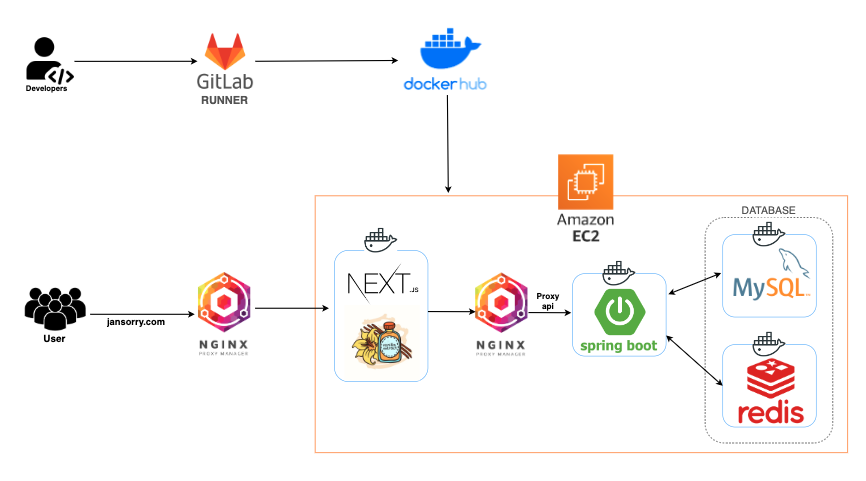 Developers
GitLab
RUNNER
docker hub
Amazon
EC2
DATABASE
NEXT.JS
MySQL
User
jansorry.com
NGINX
PROXY MANAGER
NGINX
PROXY MANAGER
Proxy
api
spring boot
redis